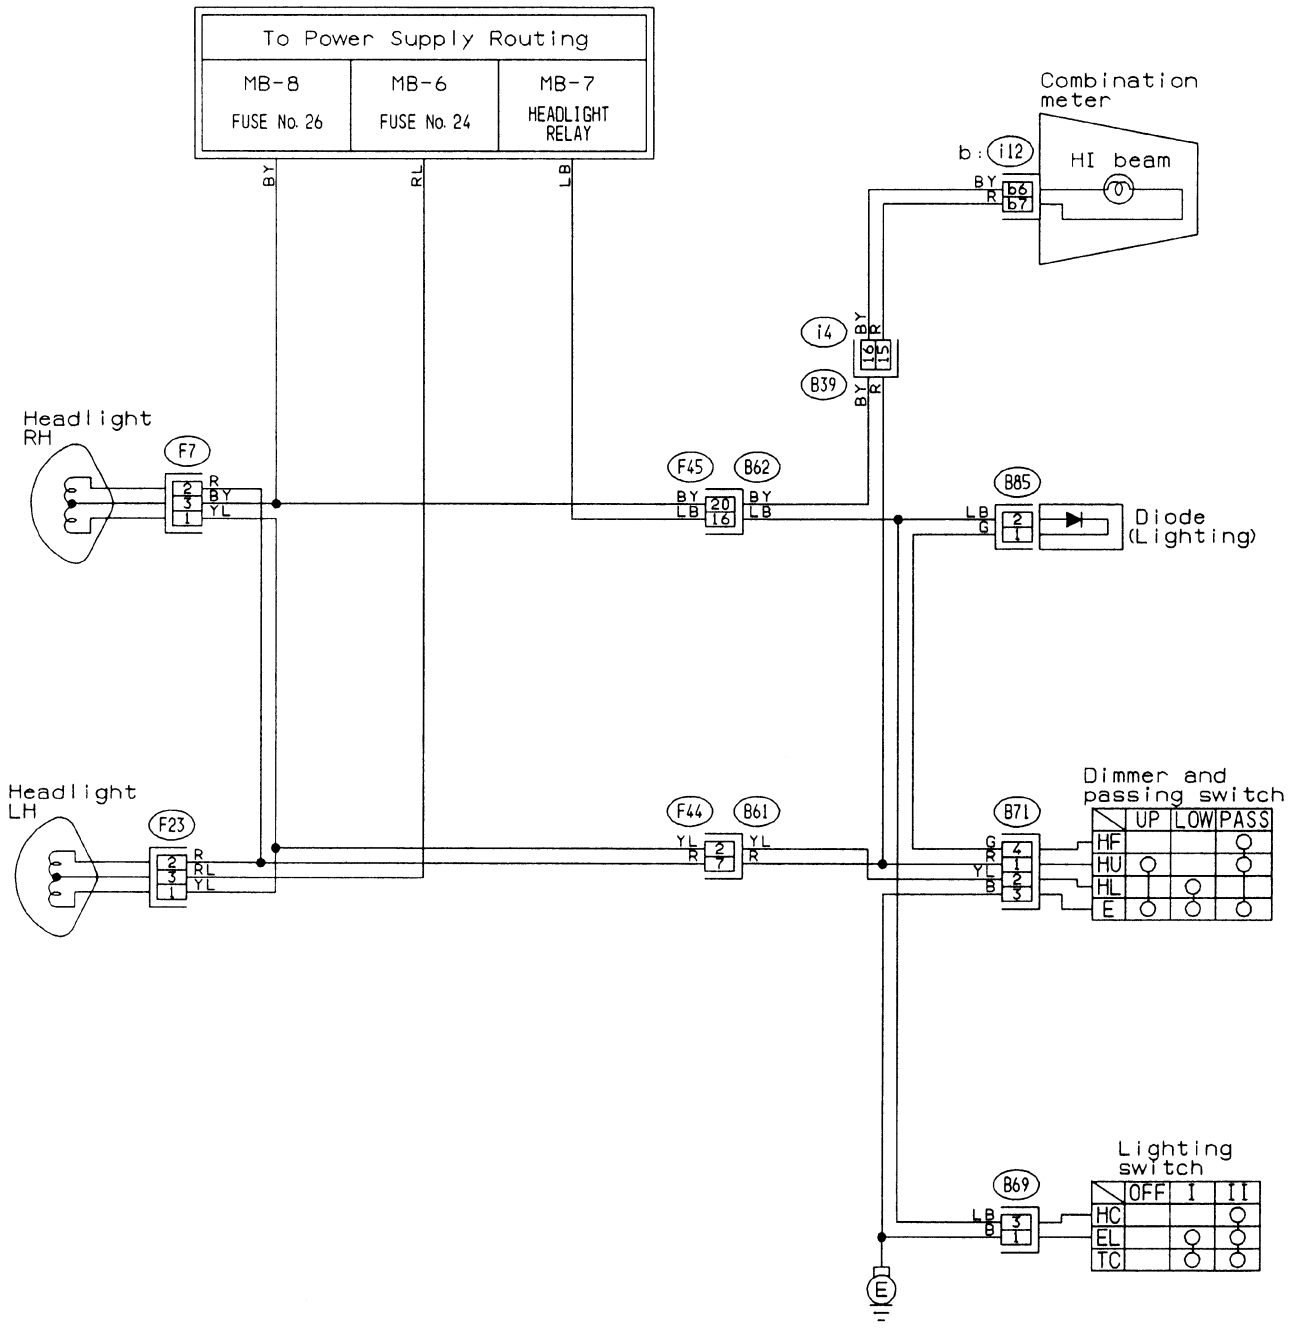 To Power Supply Routing
MB-8
FUSE No. 26
MB-6
FUSE No. 24
MB-7
HEADLIGHT
RELAY
BY
RL
LB
Combination
meter
b: i12
HI beam
BY
R
b6
b7
i4
BY
R
16
15
B39
BY
R
Headlight
RH
F7
2
3
1
R
BY
YL
F45
B62
BY
LB
20
16
BY
LB
B85
LB
G
2
1
Diode
(Lighting)
Headlight
LH
F23
2
3
1
R
RL
YL
F44
B61
YL
R
2
7
YL
R
B71
G
R
YL
B
4
1
2
3
Dimmer and
passing switch
UP LOW PASS
HF
HU
HL
E
Lighting
switch
B69
LB
B
3
1
OFF I II
HC
EL
TC
E